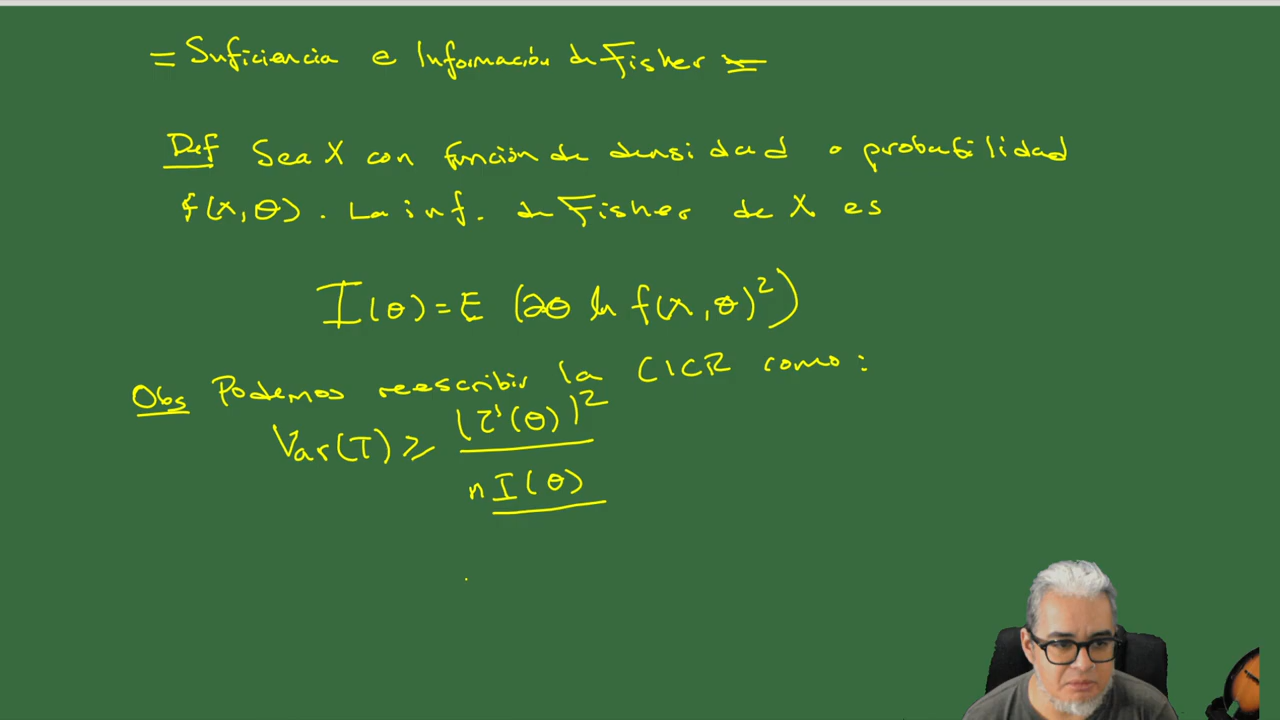 = Suficiencia e Información de Fisher =
Def Sea X con función de densidad o probabilidad
f(x,θ). La inf. de Fisher de X es
I(θ) = E (∂θ ln f(x,θ)²)
Obs Podemos reescribir la CICR como:
Var(T) ≥ (τ'(θ))² / nI(θ)